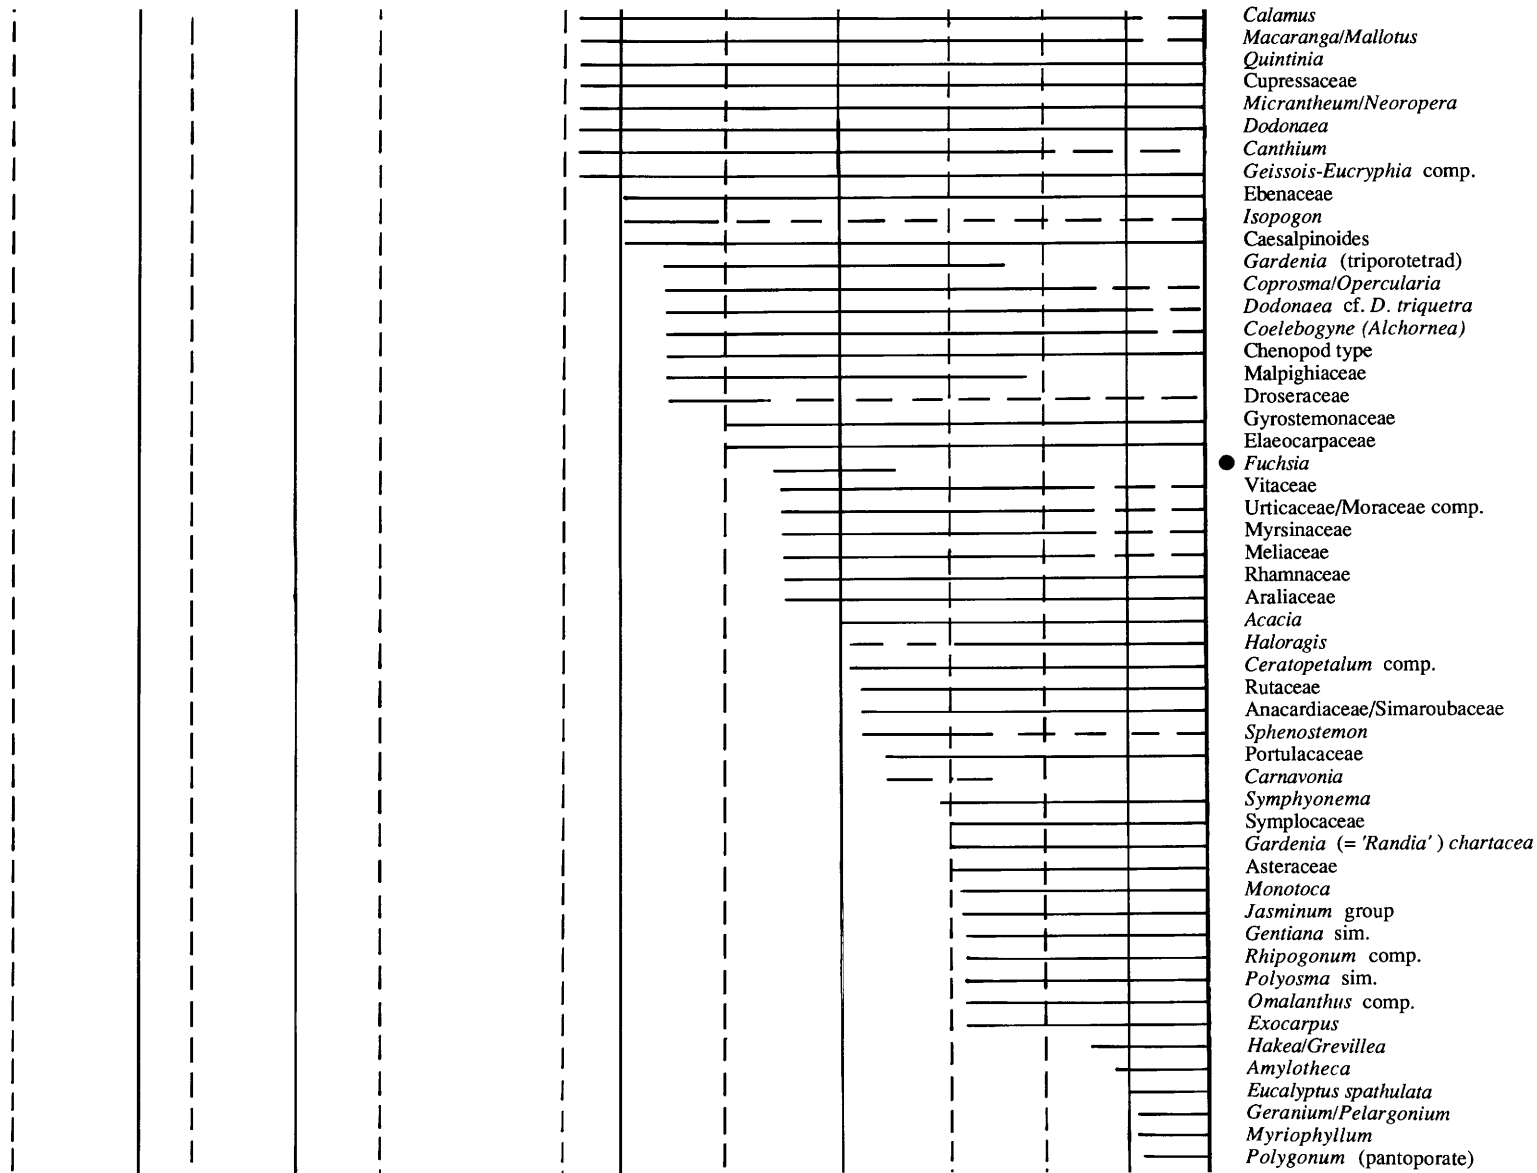 Calamus
Macaranga/Mallotus
Quintinia
Cupressaceae
Micrantheum/Neoropera
Dodonaea
Canthium
Geissois-Eucryphia comp.
Ebenaceae
Isopogon
Caesalpinoides
Gardenia (triporotetrad)
Coprosma/Opercularia
Dodonaea cf. D. triquetra
Coelebogyne (Alchornea)
Chenopod type
Malpighiaceae
Droseraceae
Gyrostemonaceae
Elaeocarpaceae
● Fuchsia
Vitaceae
Urticaceae/Moraceae comp.
Myrsinaceae
Meliaceae
Rhamnaceae
Araliaceae
Acacia
Haloragis
Ceratopetalum comp.
Rutaceae
Anacardiaceae/Simaroubaceae
Sphenostemon
Portulacaceae
Carnavonia
Symphyonema
Symplocaceae
Gardenia (= 'Randia') chartacea
Asteraceae
Monotoca
Jasminum group
Gentiana sim.
Rhipogonum comp.
Polyosma sim.
Omalanthus comp.
Exocarpus
Hakea/Grevillea
Amylotheca
Eucalyptus spathulata
Geranium/Pelargonium
Myriophyllum
Polygonum (pantoporate)